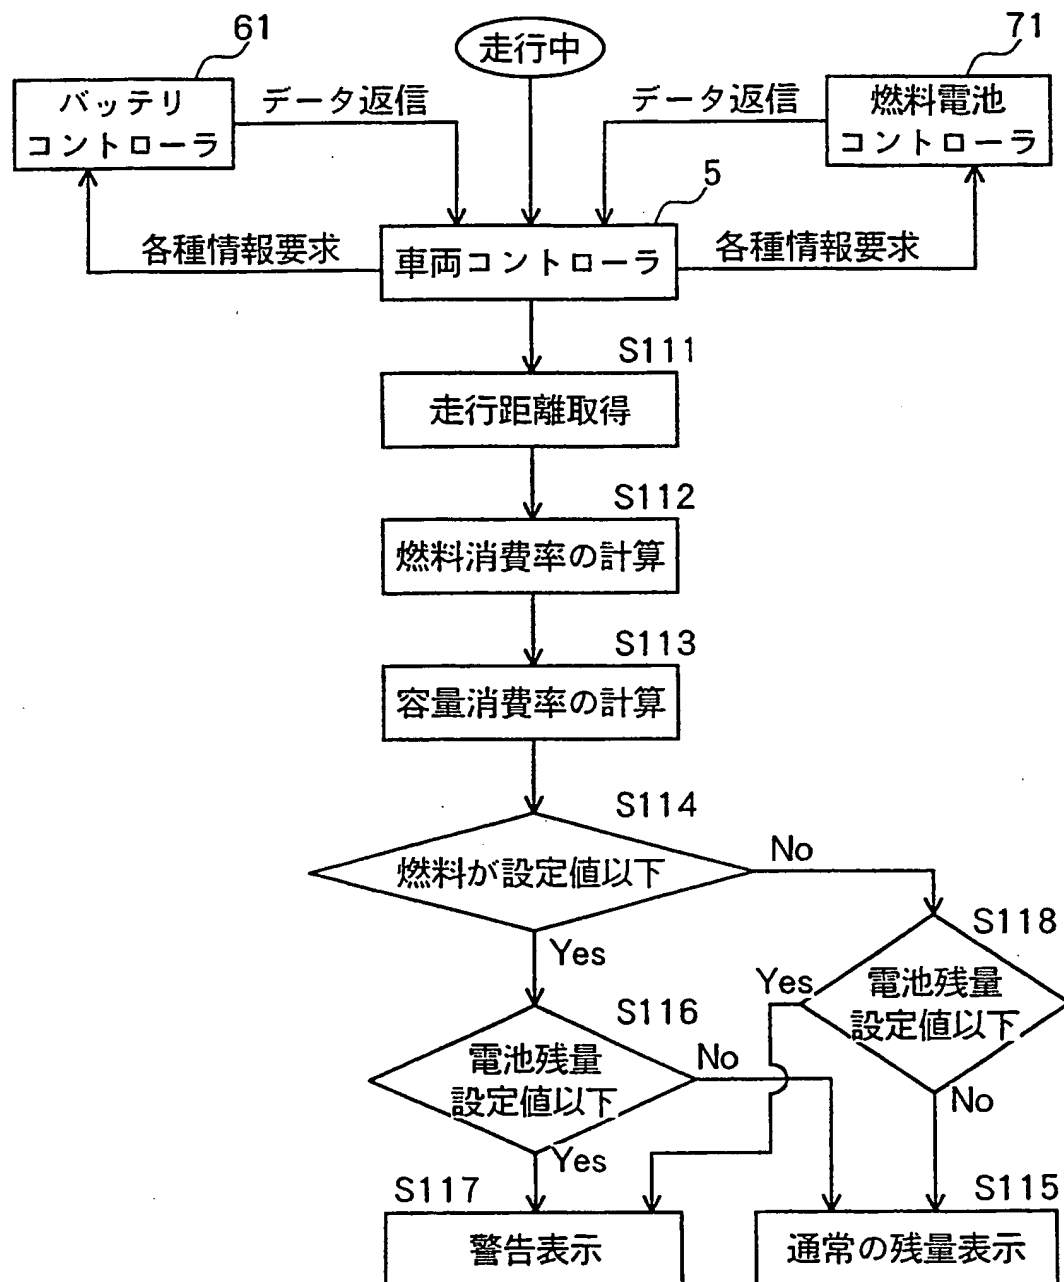 61
走行中
71
バッテリ
コントローラ
データ返信
データ返信
燃料電池
コントローラ
5
各種情報要求
車両コントローラ
各種情報要求
S111
走行距離取得
S112
燃料消費率の計算
S113
容量消費率の計算
S114
燃料が設定値以下
No
Yes
S118
電池残量
設定値以下
Yes
No
S116
電池残量
設定値以下
No
Yes
S117
警告表示
S115
通常の残量表示